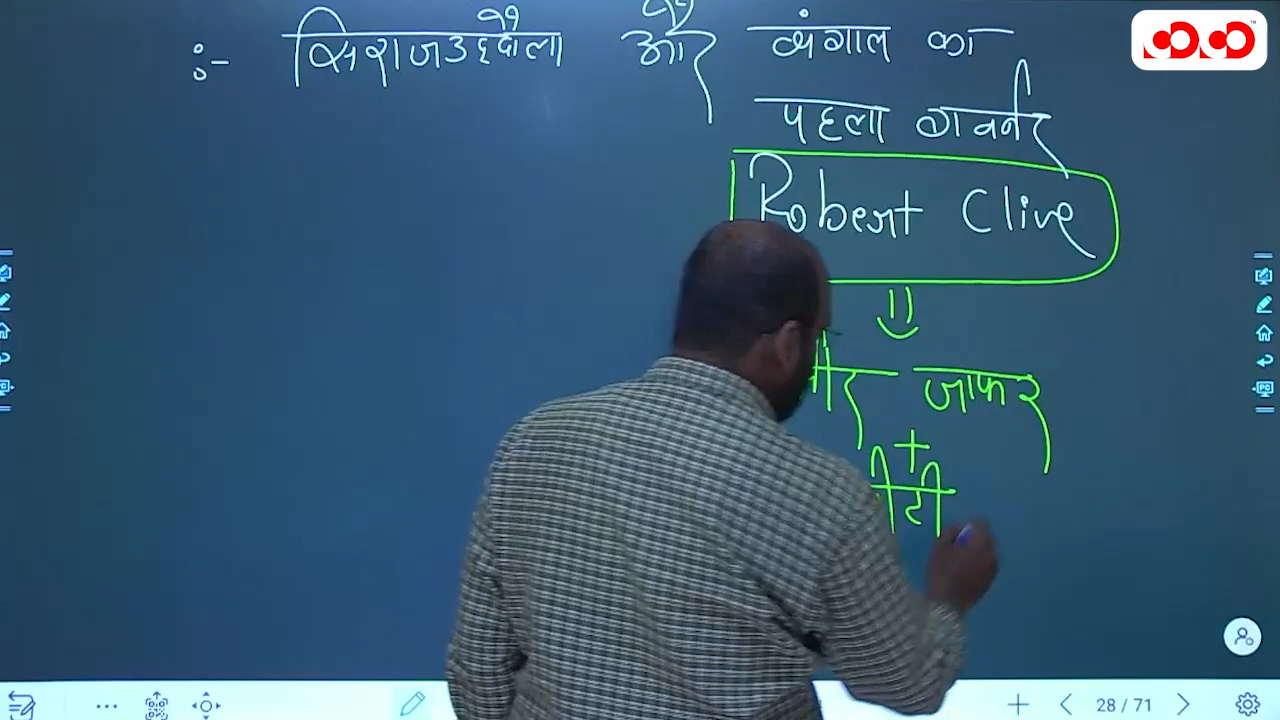 :- सिराजउद्दौला और बंगाल का
पहला गवर्नर
Robert Clive
जाफर
+
28 / 71